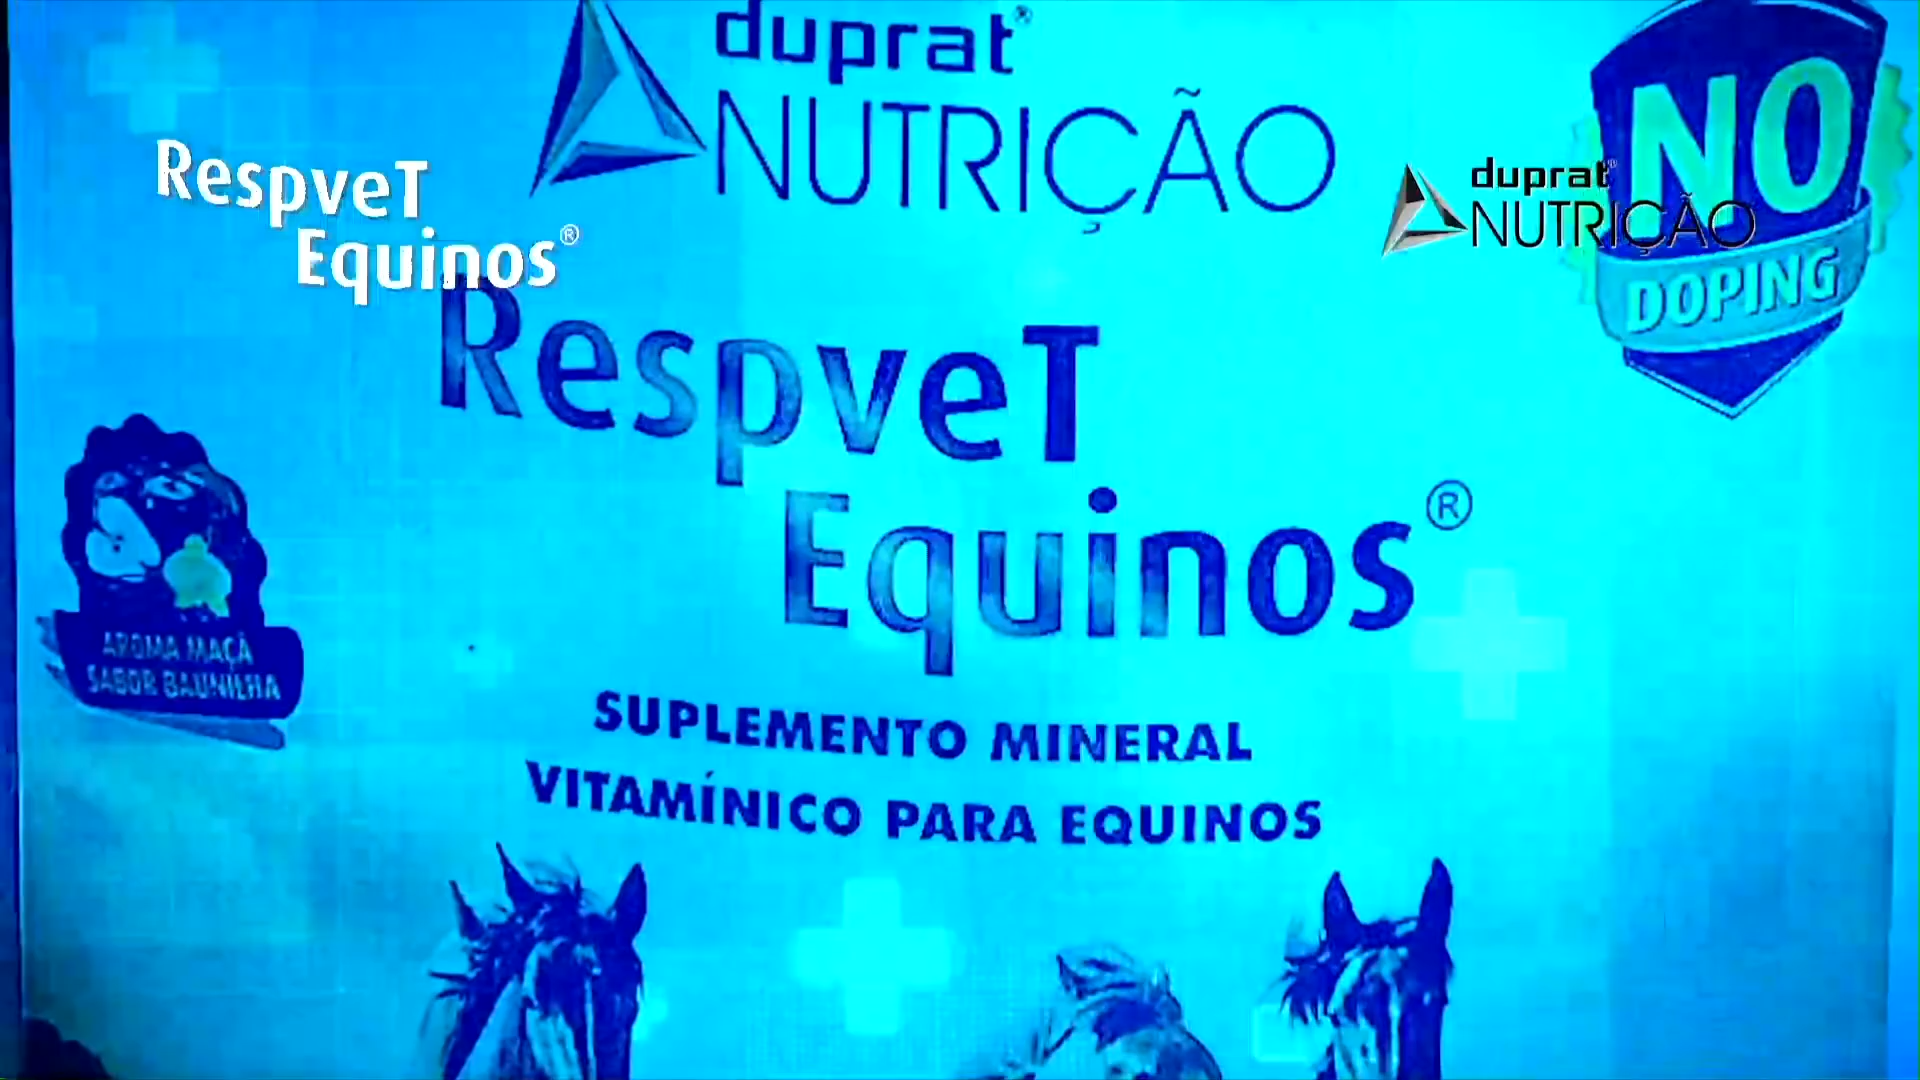 duprat®
NUTRIÇÃO
NO
DOPING
RespveT
Equinos®
duprat®
NUTRIÇÃO
RespveT
Equinos®
AROMA MAÇÃ
SABOR BAUNILHA
SUPLEMENTO MINERAL
VITAMÍNICO PARA EQUINOS